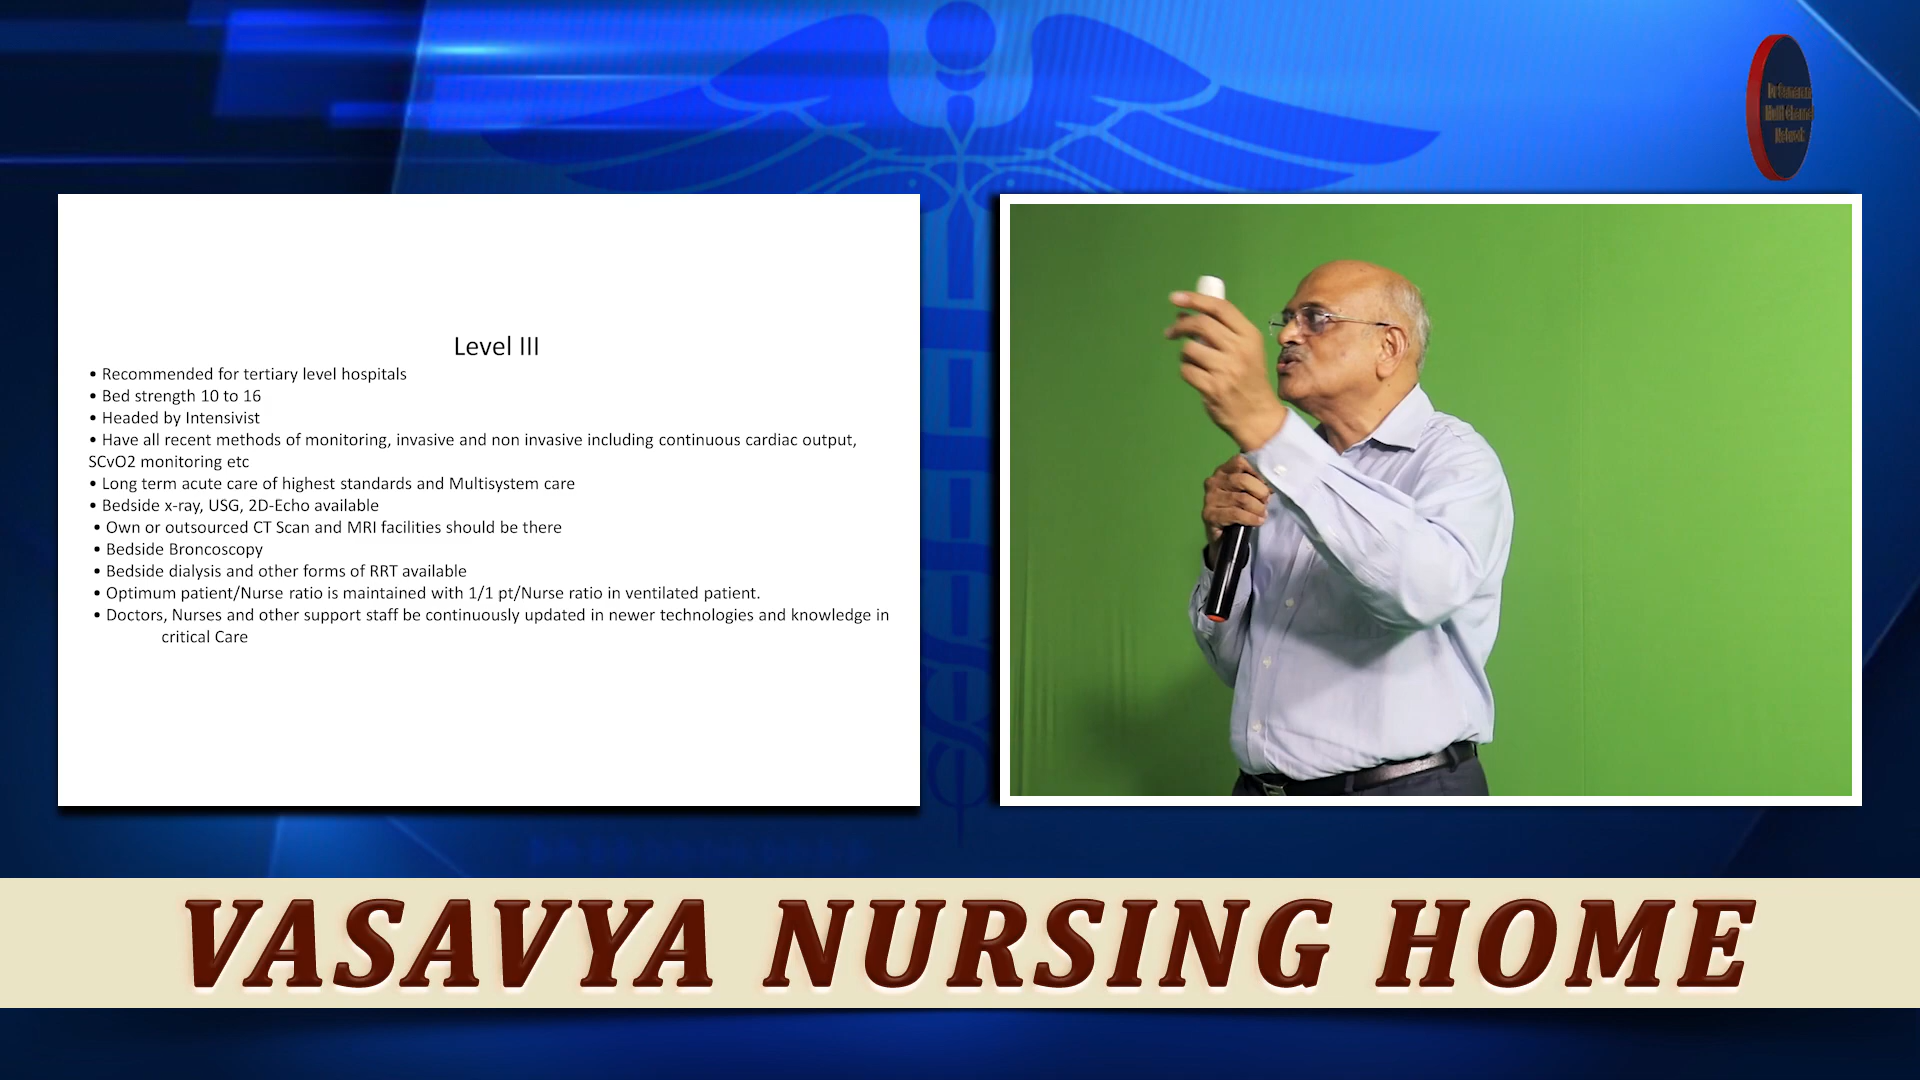 Level III
• Recommended for tertiary level hospitals
• Bed strength 10 to 16
• Headed by Intensivist
• Have all recent methods of monitoring, invasive and non invasive including continuous cardiac output,
SCvO2 monitoring etc
• Long term acute care of highest standards and Multisystem care
• Bedside x-ray, USG, 2D-Echo available
• Own or outsourced CT Scan and MRI facilities should be there
• Bedside Broncoscopy
• Bedside dialysis and other forms of RRT available
• Optimum patient/Nurse ratio is maintained with 1/1 pt/Nurse ratio in ventilated patient.
• Doctors, Nurses and other support staff be continuously updated in newer technologies and knowledge in
critical Care
Network
VASAVYA NURSING HOME